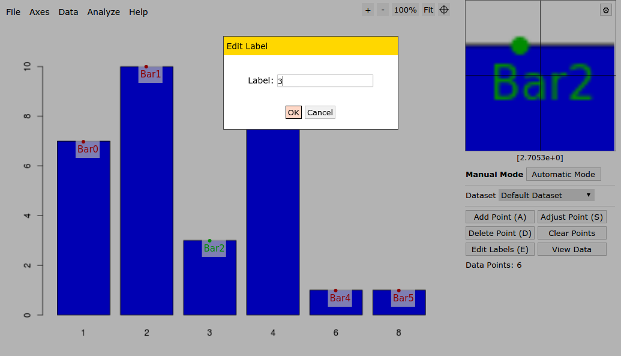 File Axes Data Analyze Help
+ - 100% Fit
Edit Label
Label: 3
OK Cancel
10
8
6
4
2
0
Bar0
Bar1
Bar2
Bar4
Bar5
1 2 3 4 6 8
Bar2
[2.7053e+0]
Manual Mode Automatic Mode
Dataset Default Dataset
Add Point (A) Adjust Point (S)
Delete Point (D) Clear Points
Edit Labels (E) View Data
Data Points: 6